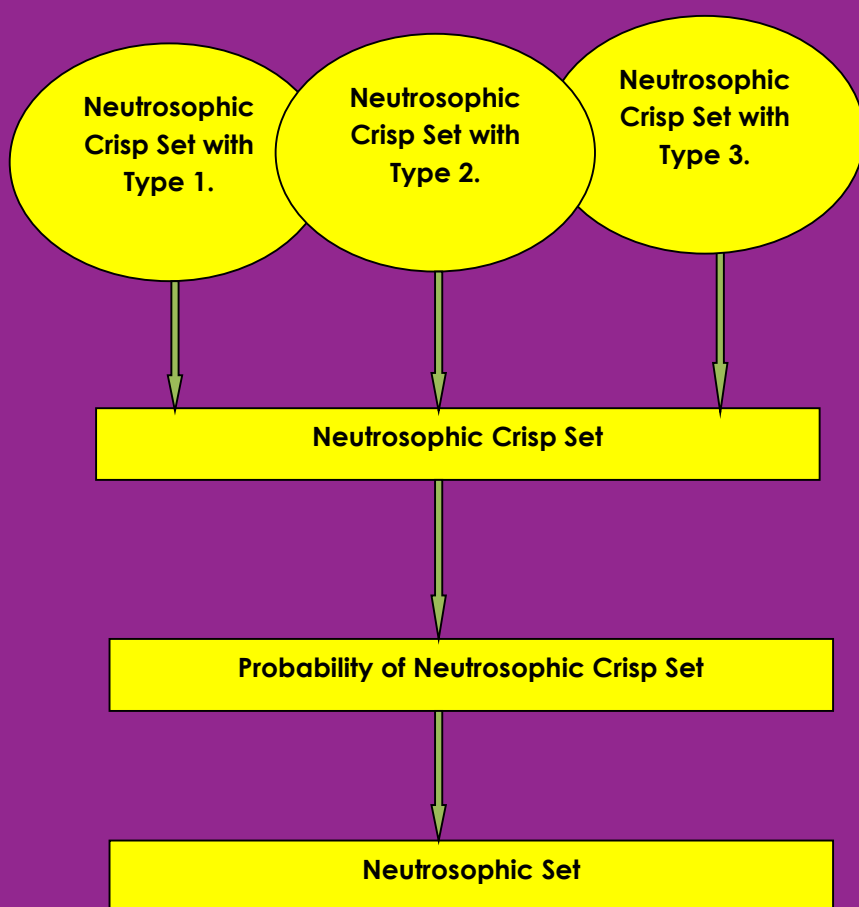 Neutrosophic
Crisp Set with
Type 1.
Neutrosophic
Crisp Set with
Type 2.
Neutrosophic
Crisp Set with
Type 3.
Neutrosophic Crisp Set
Probability of Neutrosophic Crisp Set
Neutrosophic Set